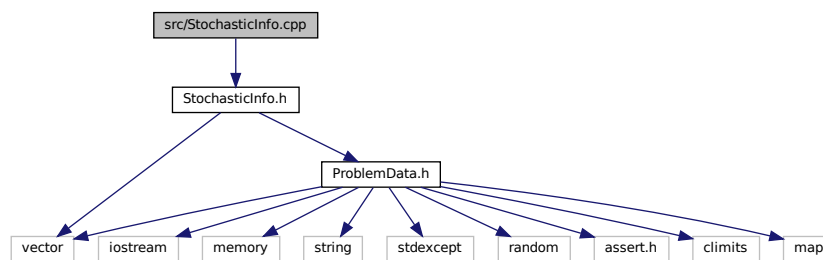 src/StochasticInfo.cpp
StochasticInfo.h
ProblemData.h
vector
iostream
memory
string
stdexcept
random
assert.h
climits
map